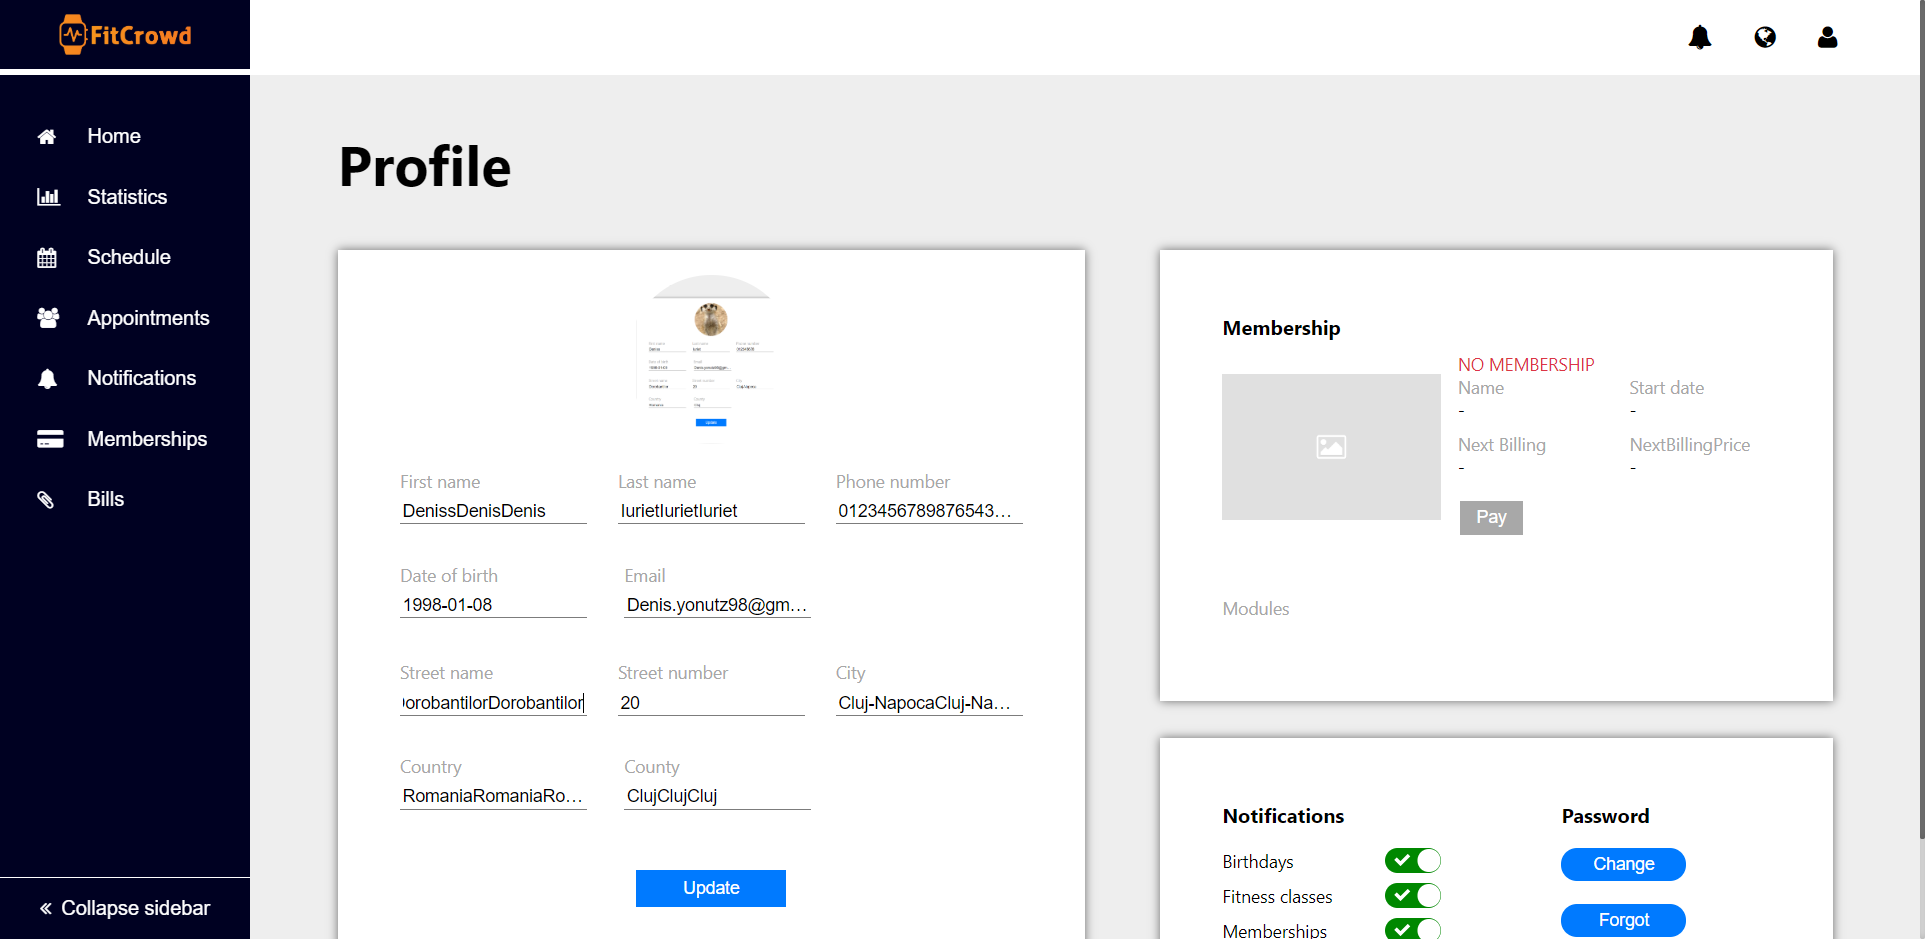 FitCrowd
Home
Statistics
Schedule
Appointments
Notifications
Memberships
Bills
Collapse sidebar
Profile
First name
Last name
Phone number
DenissDenisDenis
IurietIurietIuriet
0123456789876543...
Date of birth
Email
1998-01-08
Denis.yonutz98@gm...
Street name
Street number
City
orobantilorDorobantilor
20
Cluj-NapocaCluj-Na...
Country
County
RomaniaRomaniaRo...
ClujClujCluj
Update
Membership
NO MEMBERSHIP
Name
Start date
-
-
Next Billing
NextBillingPrice
-
-
Pay
Modules
Notifications
Password
Birthdays
Change
Fitness classes
Forgot
Memberships